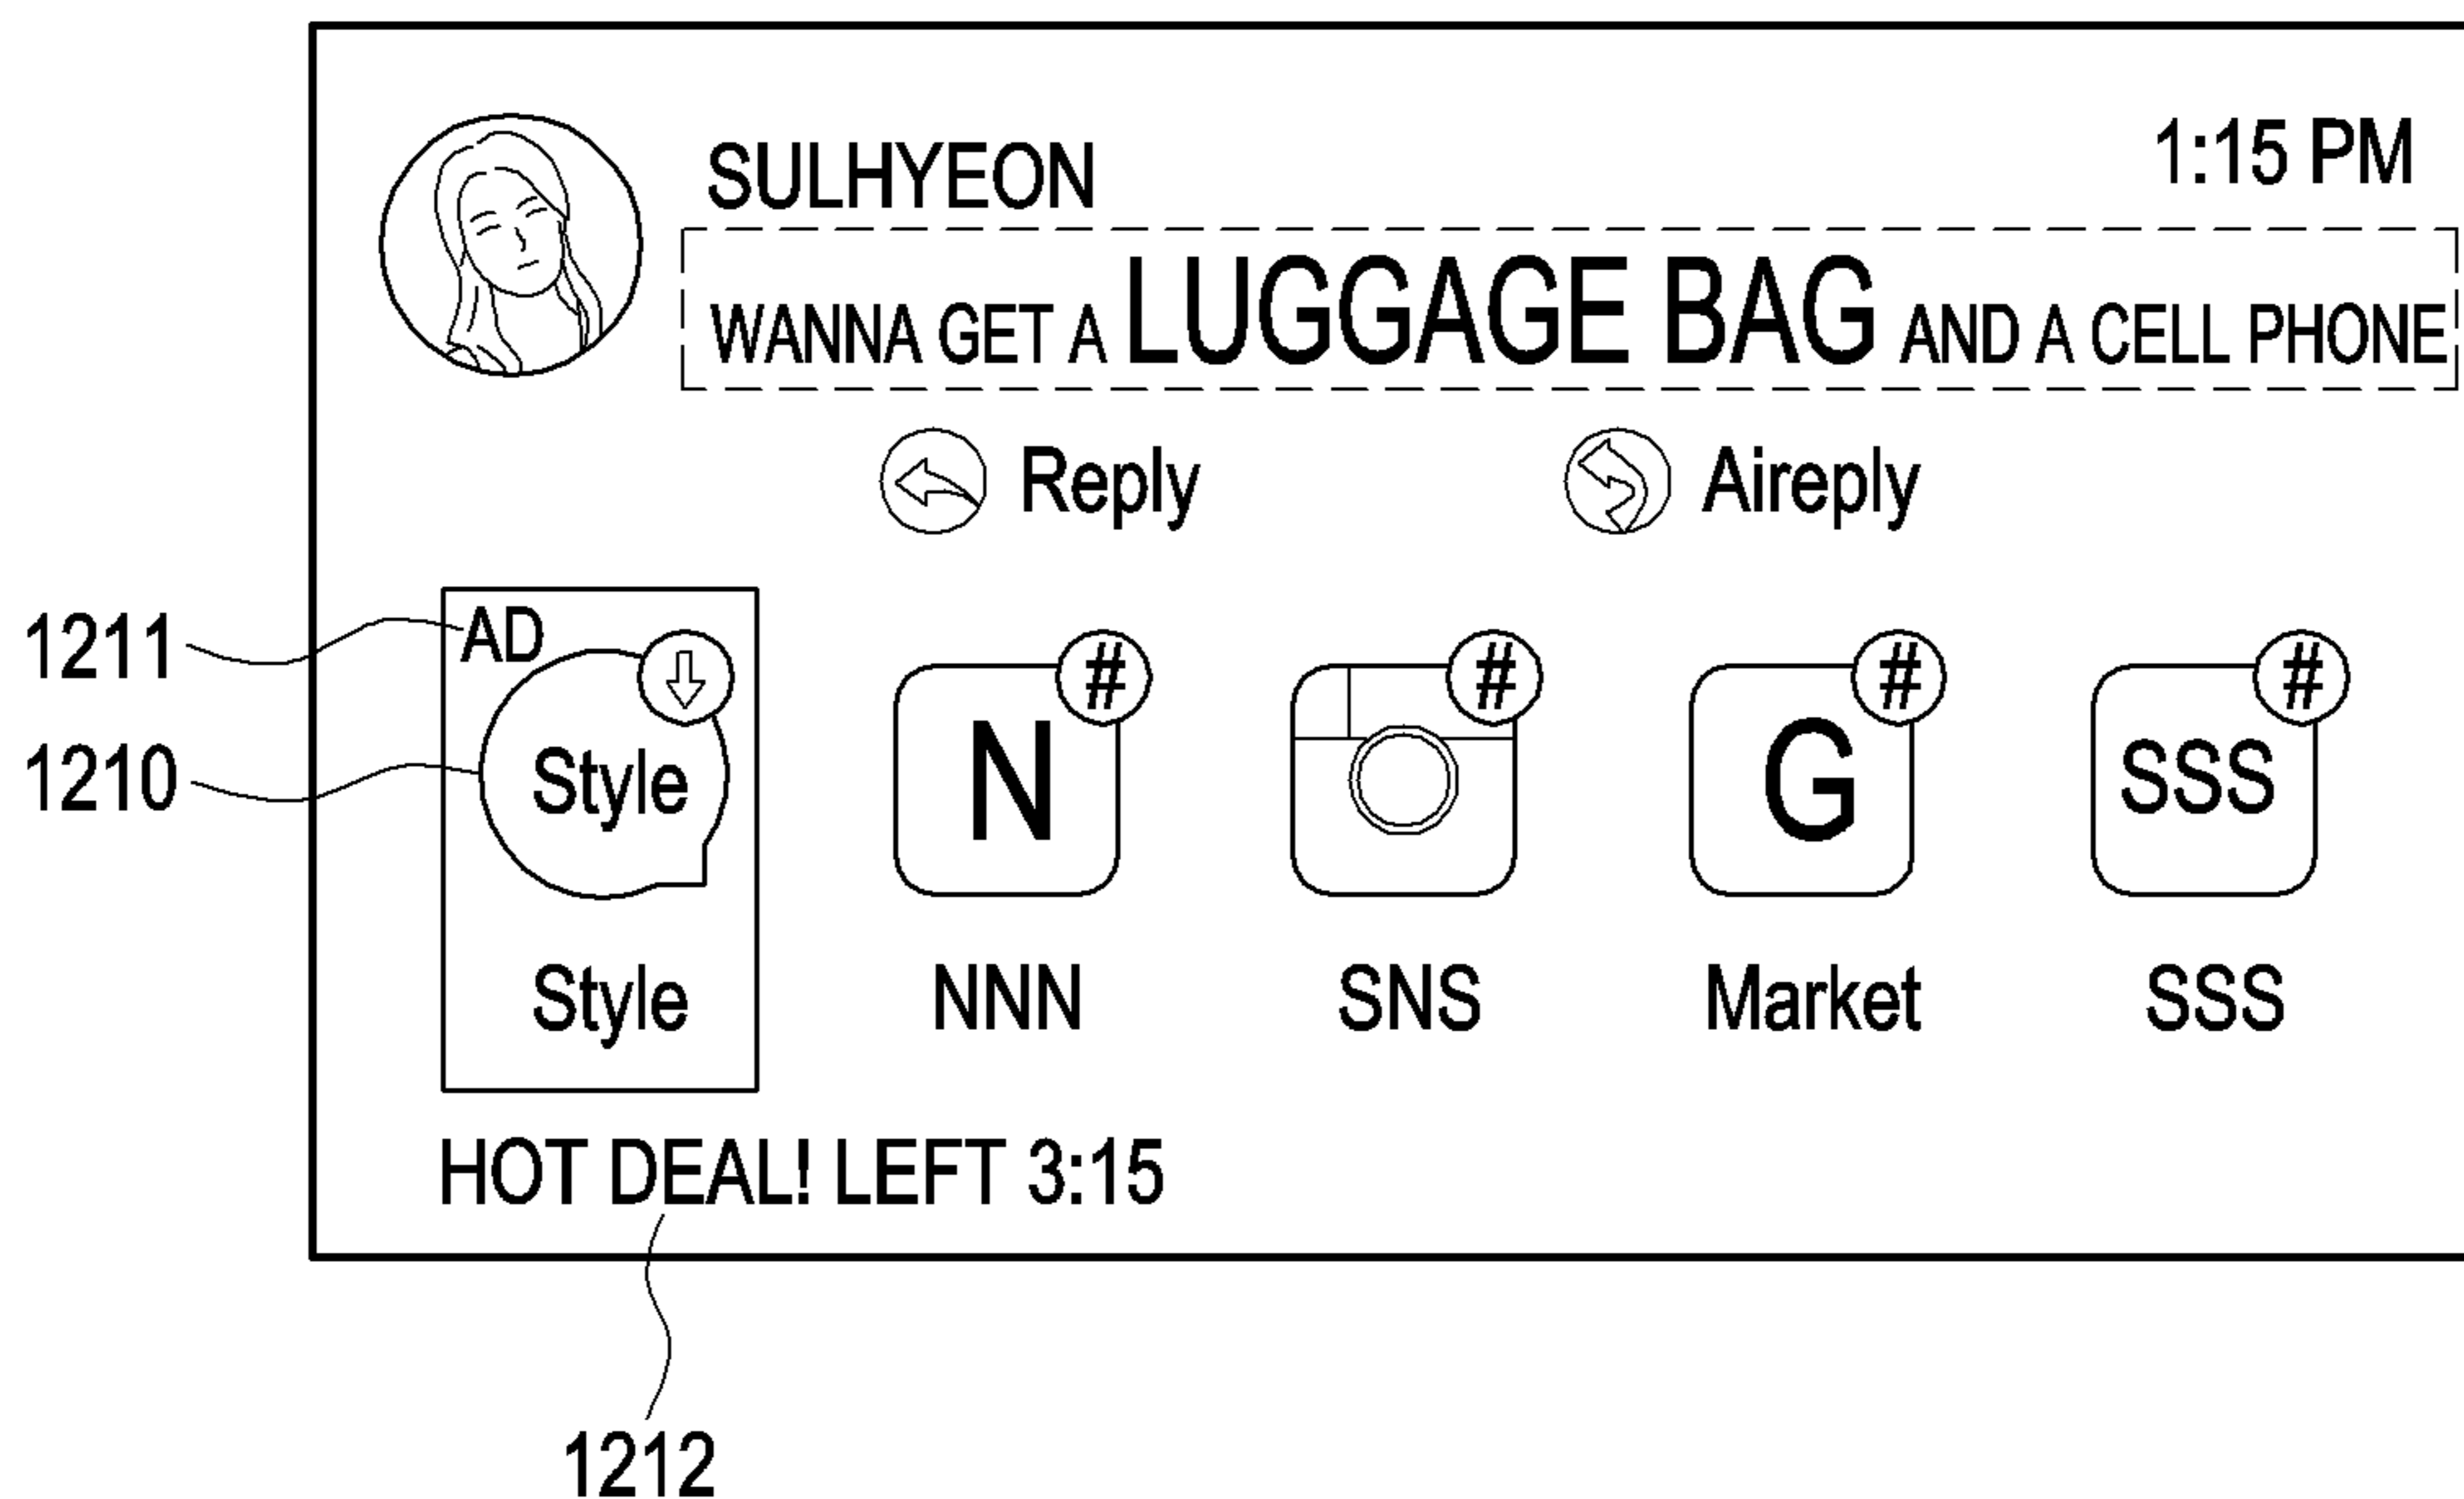 SULHYEON 1:15 PM
WANNA GET A LUGGAGE BAG AND A CELL PHONE
Reply Aireply
1211 AD
# # # #
1210 Style N G SSS
Style NNN SNS Market SSS
HOT DEAL! LEFT 3:15
1212